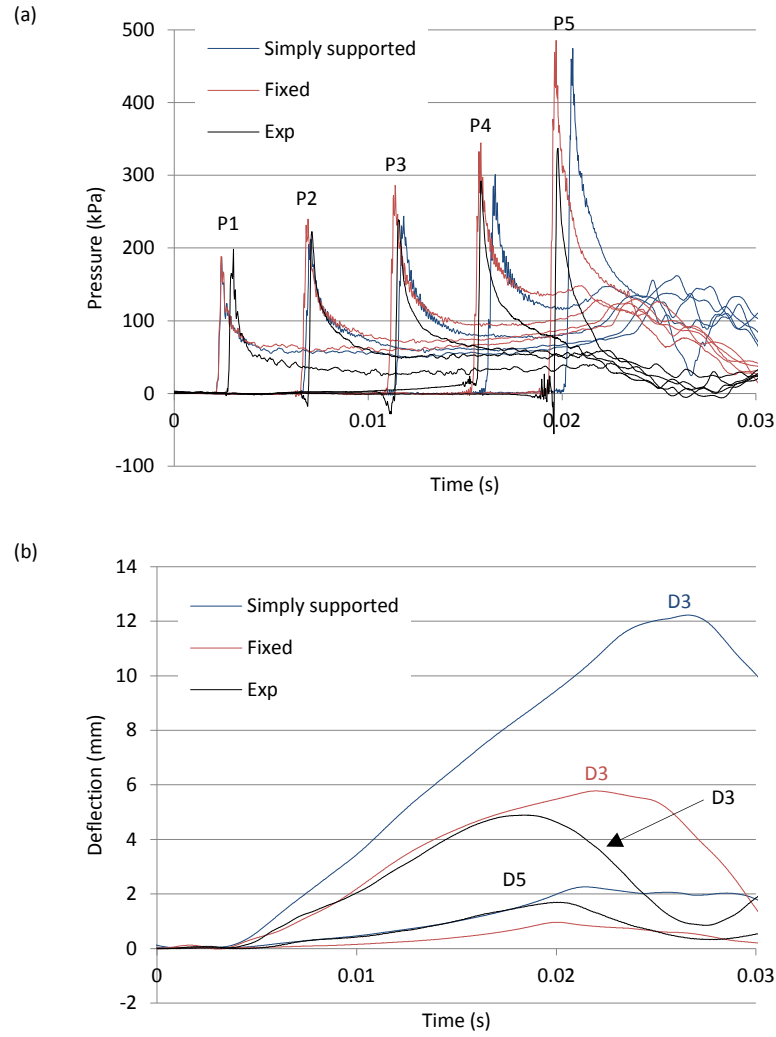 (a)
500
400
300
200
100
0
-100
Pressure (kPa)
Simply supported
Fixed
Exp
P1
P2
P3
P4
P5
0
0.01
0.02
0.03
Time (s)
(b)
14
12
10
8
6
4
2
0
-2
Deflection (mm)
Simply supported
Fixed
Exp
D3
D3
D3
D5
0
0.01
0.02
0.03
Time (s)